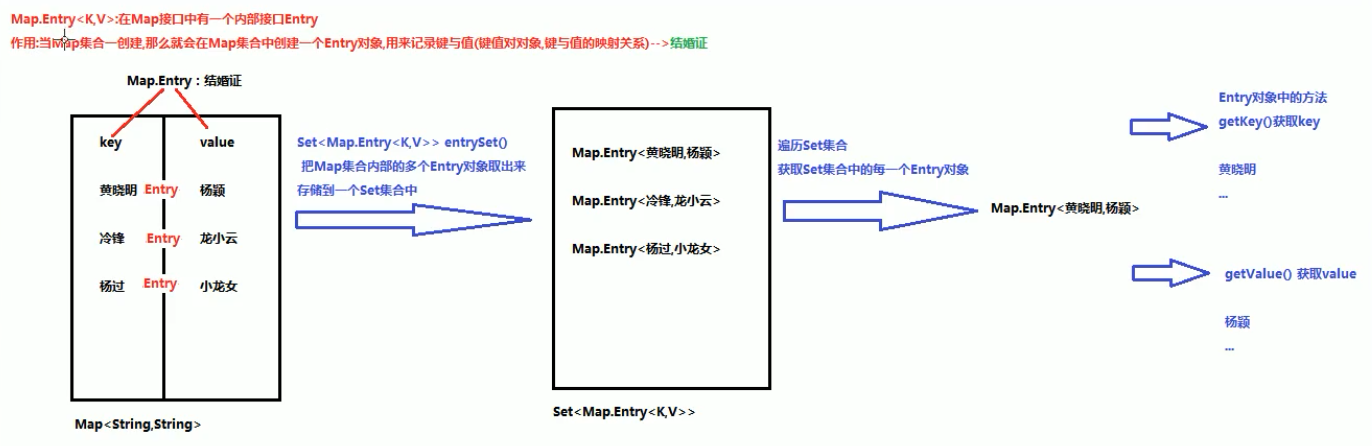 Map.Entry<K,V>:在Map接口中有一个内部接口Entry
作用:当Map集合一创建,那么就会在Map集合中创建一个Entry对象,用来记录键与值(键值对对象,键与值的映射关系)-->结婚证
Map.Entry：结婚证
key value
黄晓明 Entry 杨颖
冷锋 Entry 龙小云
杨过 Entry 小龙女
Map<String,String>
Set<Map.Entry<K,V>> entrySet()
把Map集合内部的多个Entry对象取出来
存储到一个Set集合中
Map.Entry<黄晓明,杨颖>
Map.Entry<冷锋,龙小云>
Map.Entry<杨过,小龙女>
Set<Map.Entry<K,V>>
遍历Set集合
获取Set集合中的每一个Entry对象
Map.Entry<黄晓明,杨颖>
Entry对象中的方法
getKey()获取key
黄晓明
...
getValue() 获取value
杨颖
...